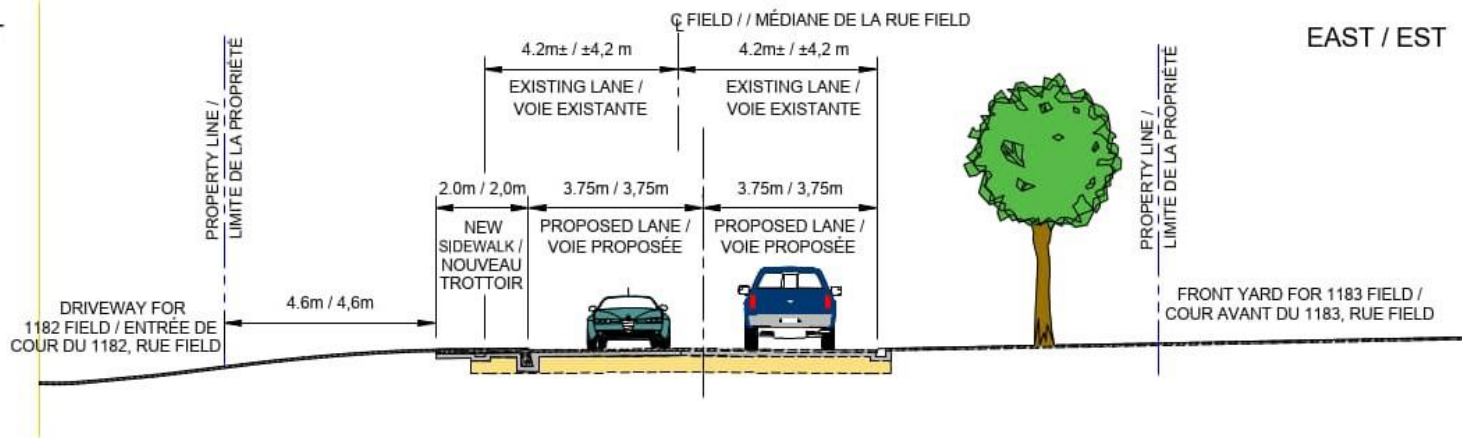 ℄ FIELD / / MÉDIANE DE LA RUE FIELD
EAST / EST
4.2m± / ±4,2 m
4.2m± / ±4,2 m
EXISTING LANE /
VOIE EXISTANTE
EXISTING LANE /
VOIE EXISTANTE
PROPERTY LINE /
LIMITE DE LA PROPRIÉTÉ
PROPERTY LINE /
LIMITE DE LA PROPRIÉTÉ
2.0m / 2,0m
3.75m / 3,75m
3.75m / 3,75m
NEW
SIDEWALK /
NOUVEAU
TROTTOIR
PROPOSED LANE /
VOIE PROPOSÉE
PROPOSED LANE /
VOIE PROPOSÉE
DRIVEWAY FOR
1182 FIELD / ENTRÉE DE
COUR DU 1182, RUE FIELD
4.6m / 4,6m
FRONT YARD FOR 1183 FIELD /
COUR AVANT DU 1183, RUE FIELD